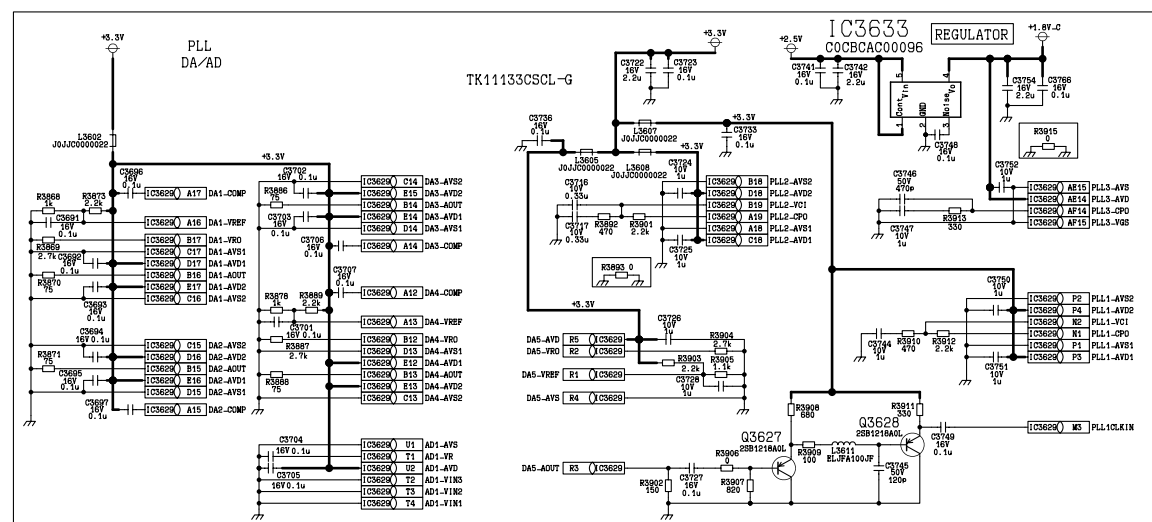 +3.3V
PLL
DA/AD
L3602
J0JJC0000022
+3.3V
C3696
16V
0.1u
IC3629 A17 DA1-COMP
R3868
1k
R3873
2.2k
C3691
16V
0.1u
IC3629 A16 DA1-VREF
IC3629 B17 DA1-VRO
R3869
2.7k
IC3629 C17 DA1-AVS1
C3692
16V
0.1u
IC3629 D17 DA1-AVD1
IC3629 B16 DA1-AOUT
R3870
75
IC3629 E17 DA1-AVD2
IC3629 C16 DA1-AVS2
C3693
16V
0.1u
C3694
16V
0.1u
IC3629 C15 DA2-AVS2
IC3629 D16 DA2-AVD2
R3871
75
IC3629 B15 DA2-AOUT
C3695
16V
0.1u
IC3629 E16 DA2-AVD1
IC3629 D15 DA2-AVS1
C3697
16V
0.1u
IC3629 A15 DA2-COMP
C3702
16V 0.1u
IC3629 C14 DA3-AVS2
IC3629 E15 DA3-AVD2
R3886
75
IC3629 B14 DA3-AOUT
C3703
16V
0.1u
IC3629 E14 DA3-AVD1
IC3629 D14 DA3-AVS1
C3706
16V
0.1u
IC3629 A14 DA3-COMP
C3707
16V
0.1u
IC3629 A12 DA4-COMP
R3878
1k
R3889
2.2k
IC3629 A13 DA4-VREF
C3701
16V 0.1u
IC3629 B12 DA4-VRO
R3887
2.7k
IC3629 D13 DA4-AVS1
IC3629 E12 DA4-AVD1
IC3629 B13 DA4-AOUT
R3888
75
IC3629 E13 DA4-AVD2
IC3629 C13 DA4-AVS2
C3704
16V 0.1u
IC3629 U1 AD1-AVS
IC3629 T1 AD1-VR
IC3629 U2 AD1-AVD
C3705
16V 0.1u
IC3629 T2 AD1-VIN3
IC3629 T3 AD1-VIN2
IC3629 T4 AD1-VIN1
TK11133CSCL-G
+3.3V
C3722
16V
2.2u
C3723
16V
0.1u
C3736
16V
0.1u
L3607
J0JJC0000022
+3.3V
C3733
16V
0.1u
L3605
J0JJC0000022
L3608
J0JJC0000022
+3.3V
C3724
10V
1u
C3716
10V
0.33u
C3717
10V
0.33u
R3892
470
R3901
2.2k
C3725
10V
1u
IC3629 B18 PLL2-AVS2
IC3629 D18 PLL2-AVD2
IC3629 B19 PLL2-VCI
IC3629 A19 PLL2-CPO
IC3629 A18 PLL2-AVS1
IC3629 C18 PLL2-AVD1
R3893 0
+3.3V
C3726
10V
1u
DA5-AVD R5 IC3629
DA5-VRO R2 IC3629
R3904
2.7k
R3903
2.2k
R3905
1.1k
DA5-VREF R1 IC3629
C3728
10V
1u
DA5-AVS R4 IC3629
DA5-AOUT R3 IC3629
R3902
150
C3727
16V
0.1u
R3906
0
R3907
820
Q3627
2SB1218A0L
R3908
680
R3909
100
L3611
ELJFA100JF
Q3628
2SB1218A0L
R3911
330
C3745
50V
120p
C3749
16V
0.1u
IC3629 M3 PLL1CLKIN
+2.5V
IC3633
C0CBCAC00096
REGULATOR
+1.8V-C
C3741
16V
0.1u
C3742
16V
2.2u
5
4
Vin
Vo
Cont
GND
Noise
1
2
3
C3748
16V
0.1u
C3754
16V
2.2u
C3766
16V
0.1u
R3915
0
C3752
10V
1u
C3746
50V
470p
C3747
10V
1u
R3913
330
IC3629 AE15 PLL3-AVS
IC3629 AE14 PLL3-AVD
IC3629 AF14 PLL3-CPO
IC3629 AF15 PLL3-VGS
C3750
10V
1u
IC3629 P2 PLL1-AVS2
IC3629 P4 PLL1-AVD2
IC3629 N2 PLL1-VCI
IC3629 N1 PLL1-CPO
IC3629 P1 PLL1-AVS1
IC3629 P3 PLL1-AVD1
C3744
10V
1u
R3910
470
R3912
2.2k
C3751
10V
1u